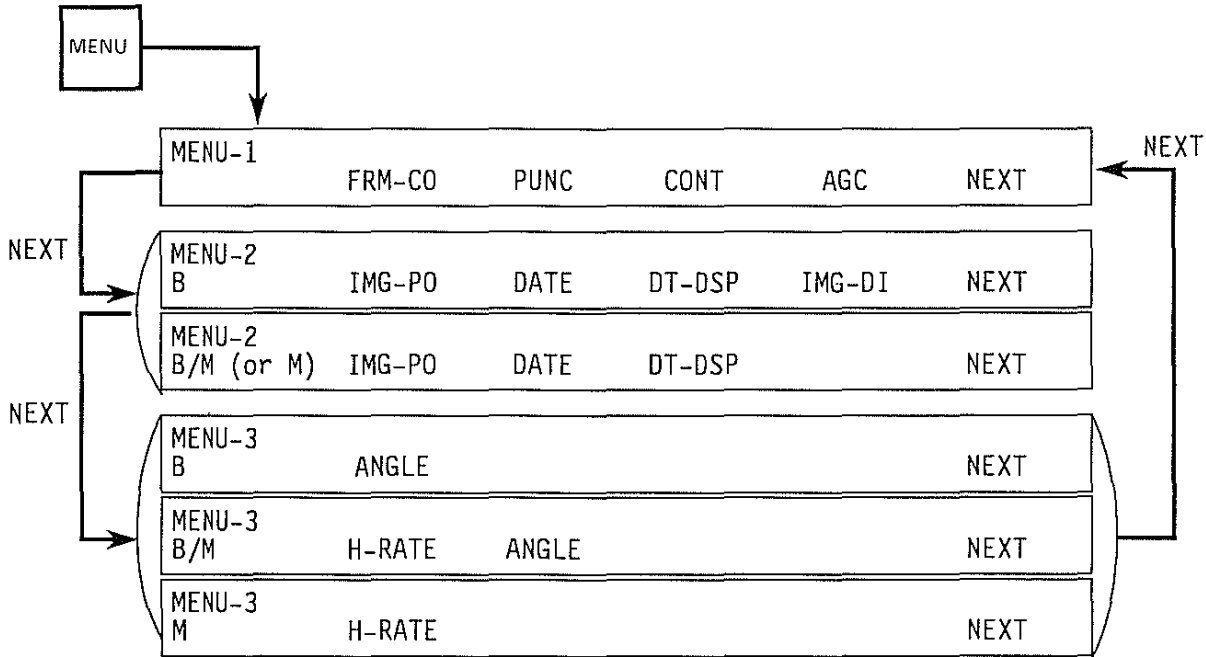 MENU
MENU-1
FRM-CO PUNC CONT AGC NEXT
NEXT
NEXT
MENU-2
B IMG-PO DATE DT-DSP IMG-DI NEXT
MENU-2
B/M (or M) IMG-PO DATE DT-DSP NEXT
NEXT
MENU-3
B ANGLE NEXT
MENU-3
B/M H-RATE ANGLE NEXT
MENU-3
M H-RATE NEXT